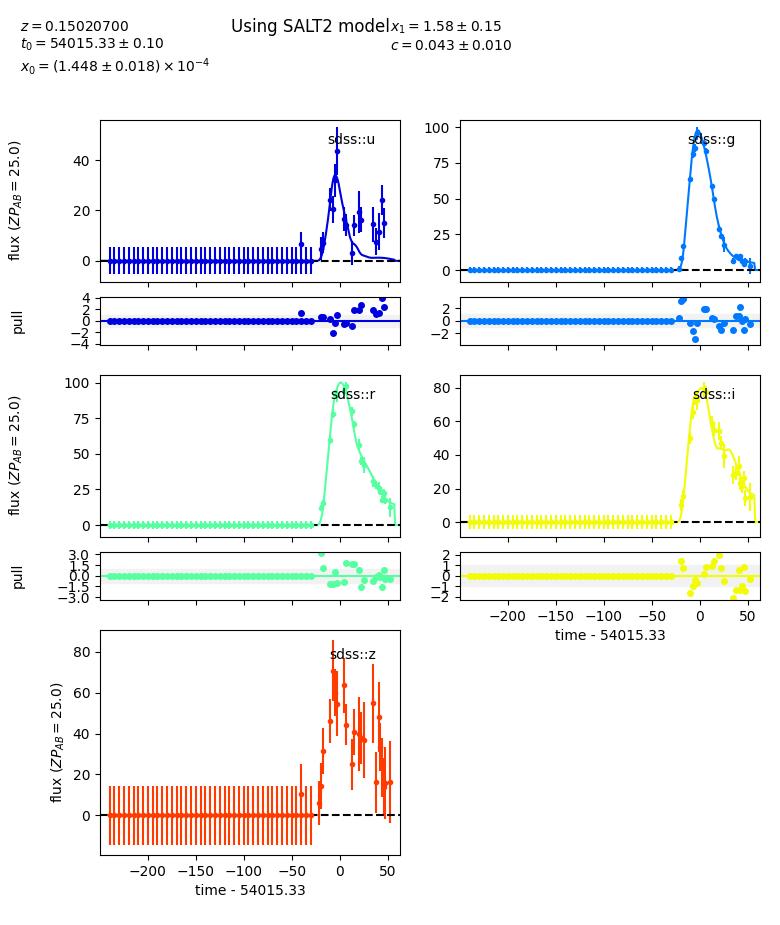 z = 0.15020700
Using SALT2 model
x₁ = 1.58 ± 0.15
t₀ = 54015.33 ± 0.10
c = 0.043 ± 0.010
x₀ = (1.448 ± 0.018) × 10⁻⁴
flux (ZP_AB = 25.0)
40
20
0
sdss::u
100
75
50
25
0
sdss::g
pull
4
2
0
−2
−4
2
0
−2
flux (ZP_AB = 25.0)
100
75
50
25
0
sdss::r
80
60
40
20
0
sdss::i
pull
3.0
1.5
0.0
−1.5
−3.0
2
1
0
−1
−2
−200 −150 −100 −50 0 50
time - 54015.33
flux (ZP_AB = 25.0)
80
60
40
20
0
sdss::z
−200 −150 −100 −50 0 50
time - 54015.33